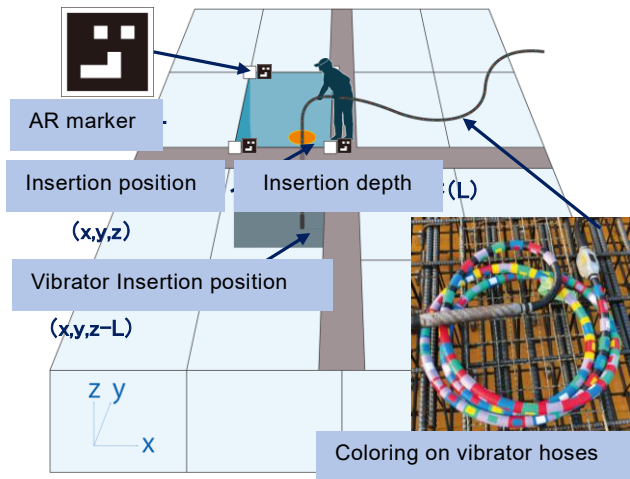 AR marker
Insertion position
Insertion depth
(L)
(x,y,z)
Vibrator Insertion position
(x,y,z-L)
z
y
x
Coloring on vibrator hoses